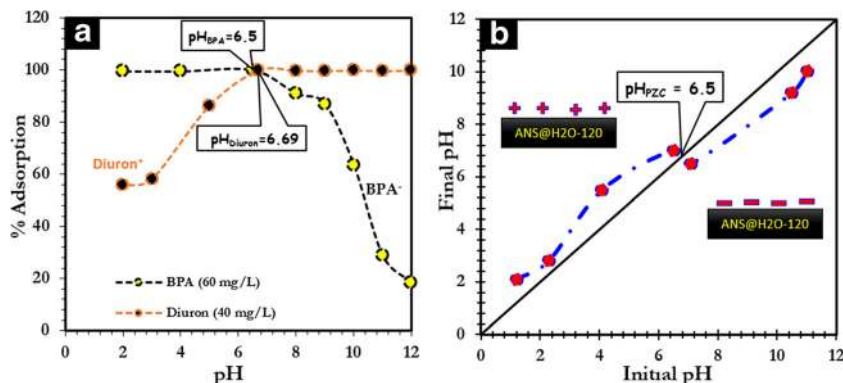 a
pH_BPA=6.5
pH_Diuron=6.69
Diuron⁺
BPA⁻
BPA (60 mg/L)
Diuron (40 mg/L)
% Adsorption
120
100
80
60
40
20
0
0 2 4 6 8 10 12
pH
b
pH_PZC = 6.5
ANS@H2O-120
ANS@H2O-120
Final pH
12
10
8
6
4
2
0
0 2 4 6 8 10 12
Initial pH